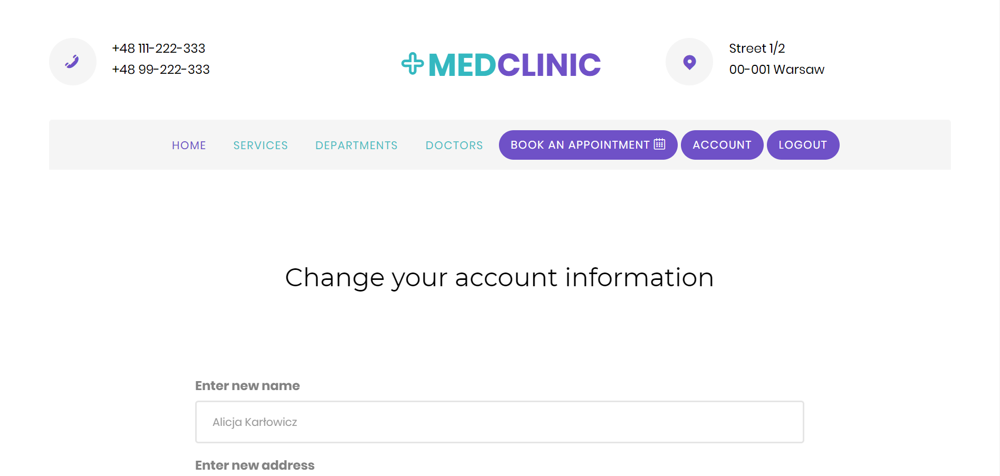 +48 111-222-333
+48 99-222-333
MEDCLINIC
Street 1/2
00-001 Warsaw
HOME SERVICES DEPARTMENTS DOCTORS BOOK AN APPOINTMENT ACCOUNT LOGOUT
Change your account information
Enter new name
Alicja Karłowicz
Enter new address